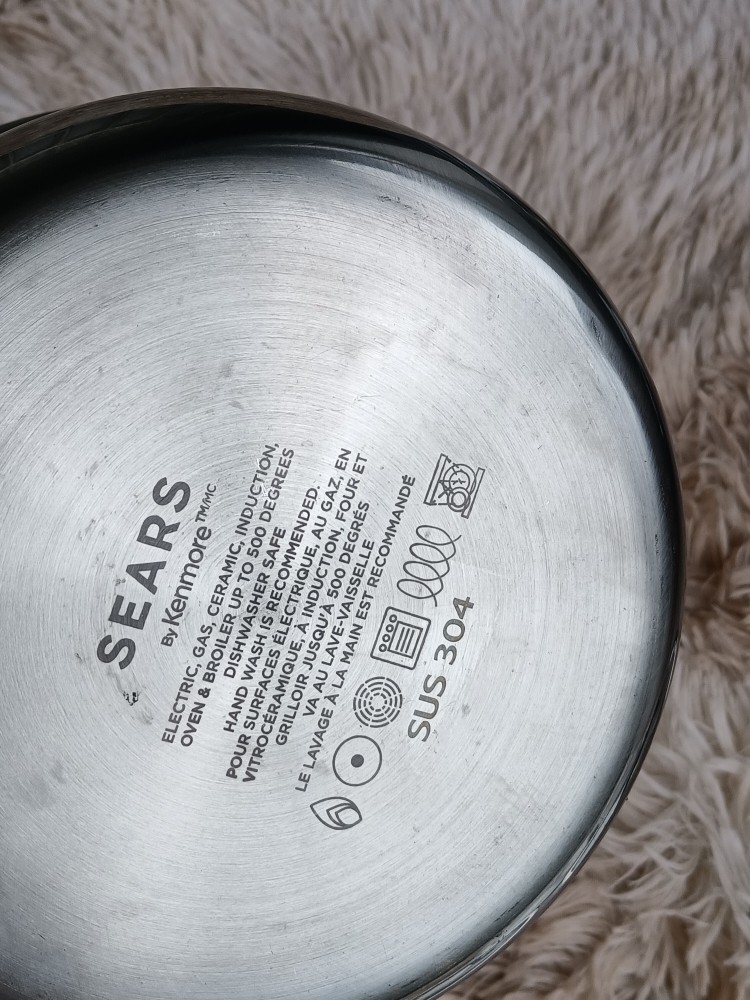 SEARS
By Kenmore TM/MC
ELECTRIC, GAS, CERAMIC, INDUCTION,
OVEN & BROILER UP TO 500 DEGREES
DISHWASHER SAFE
HAND WASH IS RECOMMENDED.
POUR SURFACES ÉLECTRIQUE, AU GAZ, EN
VITROCÉRAMIQUE, À INDUCTION, FOUR ET
GRILLOIR JUSQU'À 500 DEGRÉS
VA AU LAVE-VAISSELLE
LE LAVAGE À LA MAIN EST RECOMMANDÉ
SUS 304